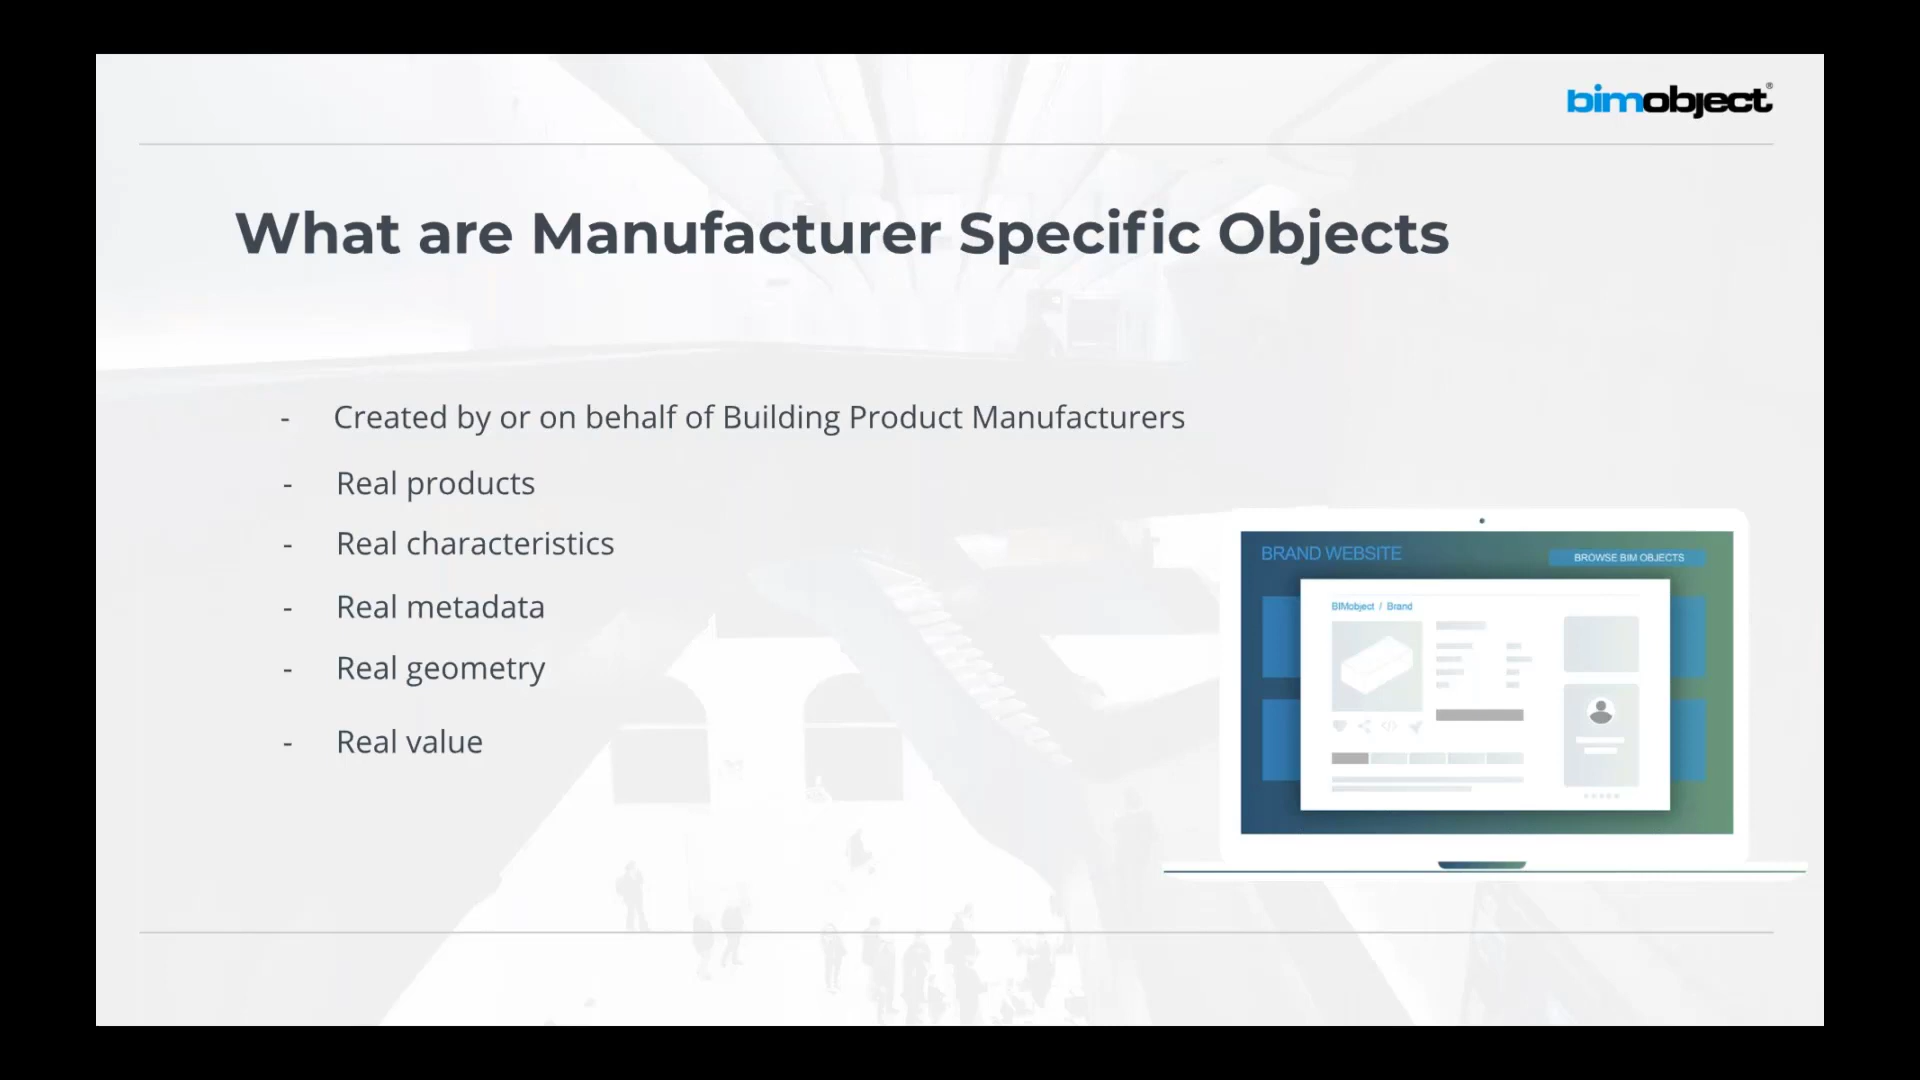 bimobject®
What are Manufacturer Specific Objects
- Created by or on behalf of Building Product Manufacturers
- Real products
- Real characteristics
- Real metadata
- Real geometry
- Real value
BRAND WEBSITE
BROWSE BIM OBJECTS
BIMobject / Brand